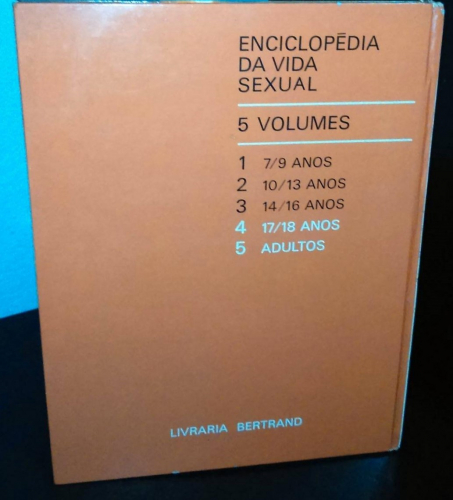 ENCICLOPÉDIA
DA VIDA
SEXUAL
5 VOLUMES
1 7/9 ANOS
2 10/13 ANOS
3 14/16 ANOS
4 17/18 ANOS
5 ADULTOS
LIVRARIA BERTRAND